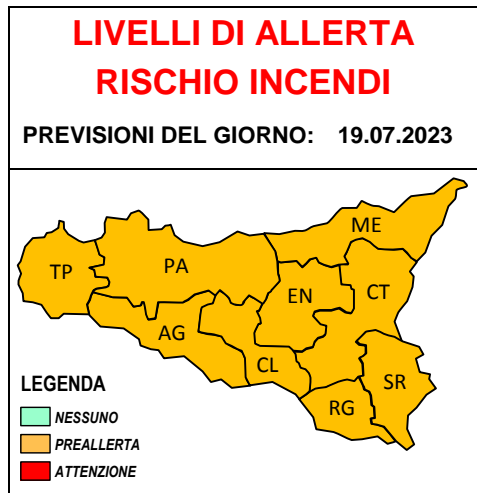 LIVELLI DI ALLERTA
RISCHIO INCENDI
PREVISIONI DEL GIORNO: 19.07.2023
ME
TP
PA
EN
CT
AG
CL
SR
RG
LEGENDA
NESSUNO
PREALLERTA
ATTENZIONE